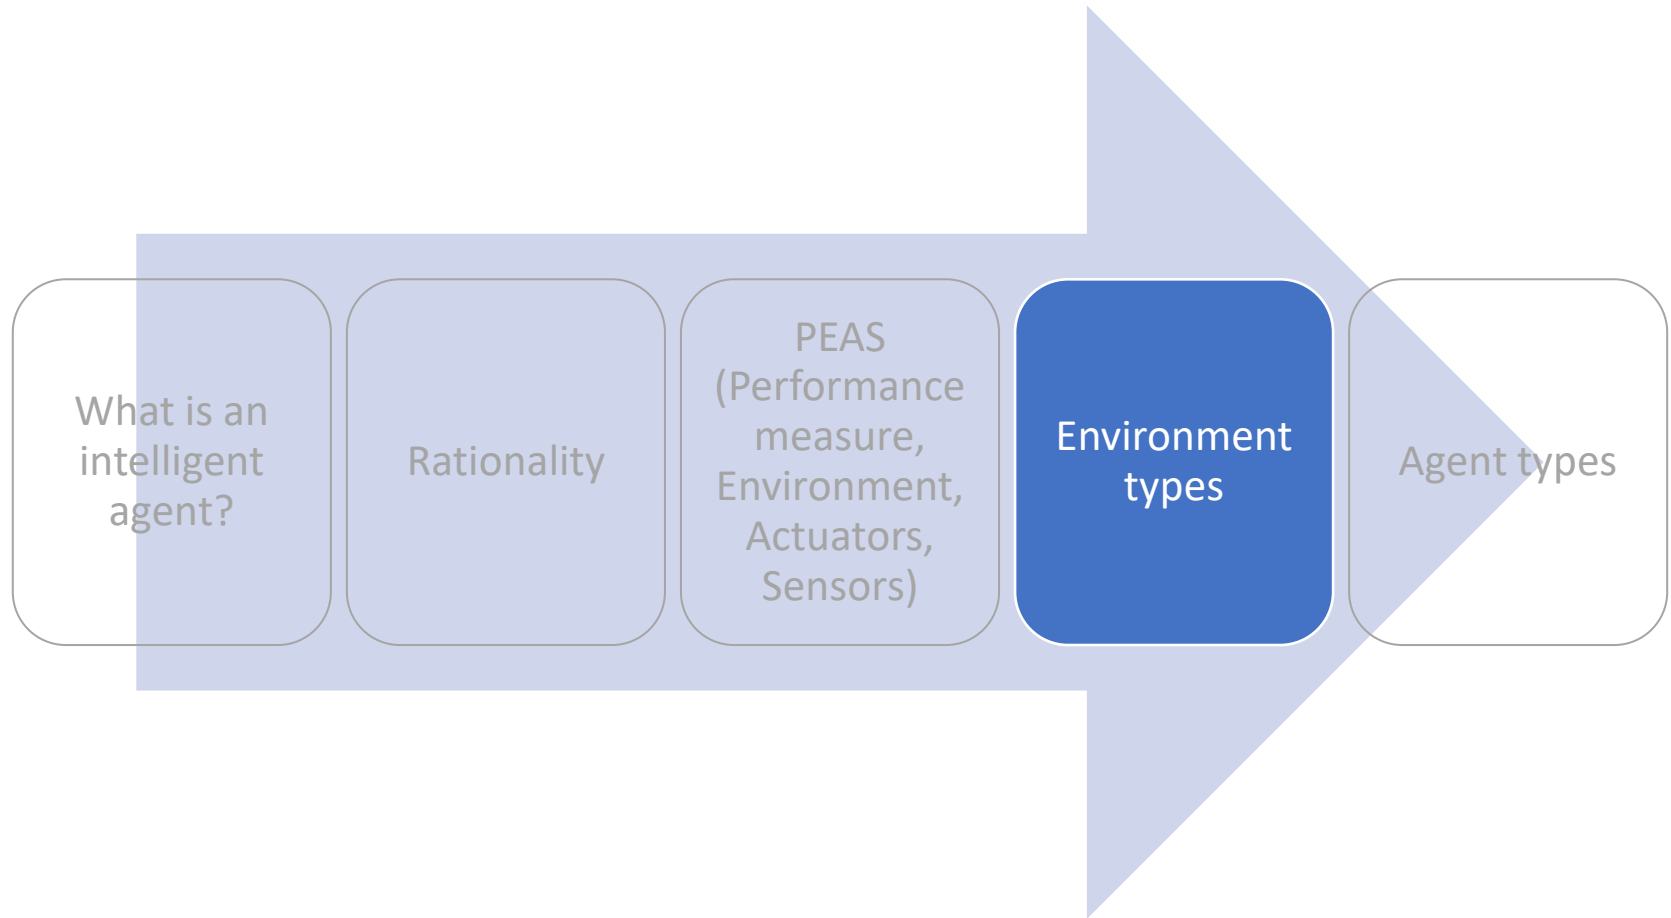 What is an
intelligent
agent?
Rationality
PEAS
(Performance
measure,
Environment,
Actuators,
Sensors)
Environment
types
Agent types